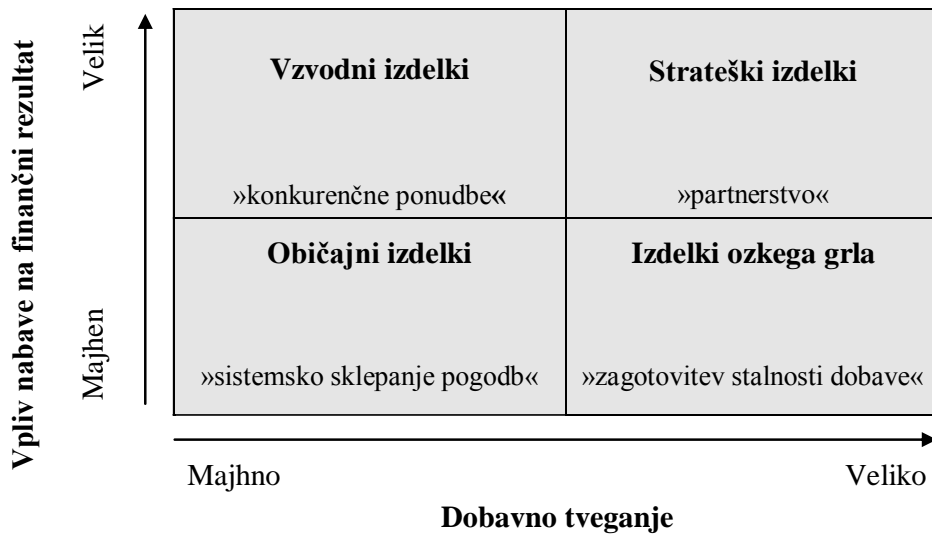 Vpliv nabave na finančni rezultat
Velik
Majhen
Vzvodni izdelki
»konkurenčne ponudbe«
Strateški izdelki
»partnerstvo«
Običajni izdelki
»sistemsko sklepanje pogodb«
Izdelki ozkega grla
»zagotovitev stalnosti dobave«
Majhno
Veliko
Dobavno tveganje